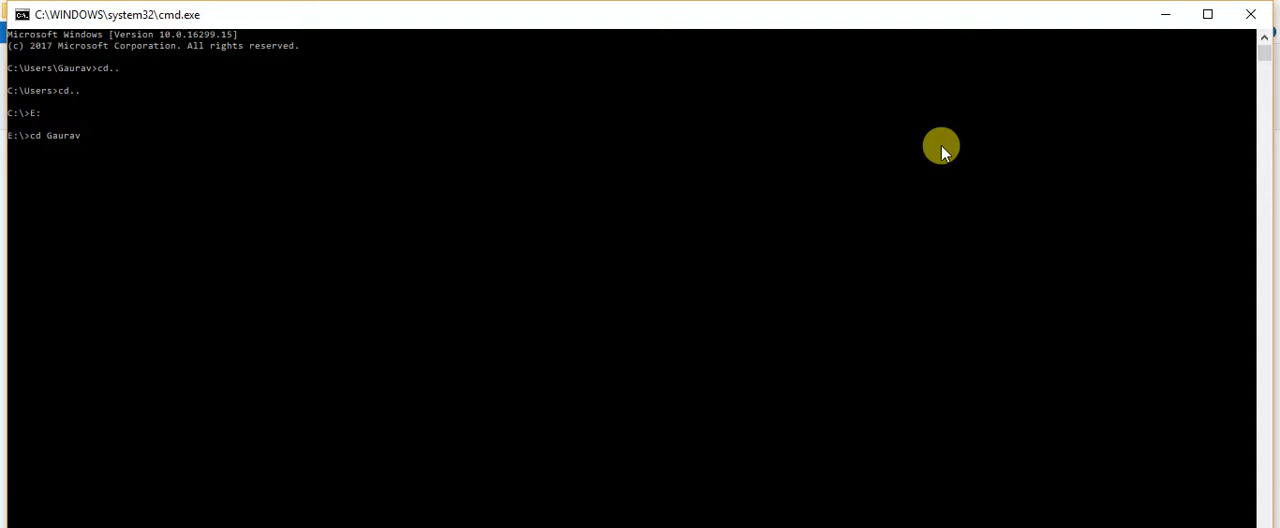 C:\WINDOWS\system32\cmd.exe
Microsoft Windows [Version 10.0.16299.15]
(c) 2017 Microsoft Corporation. All rights reserved.
C:\Users\Gaurav>cd..
C:\Users>cd..
C:\>E:
E:\>cd Gaurav